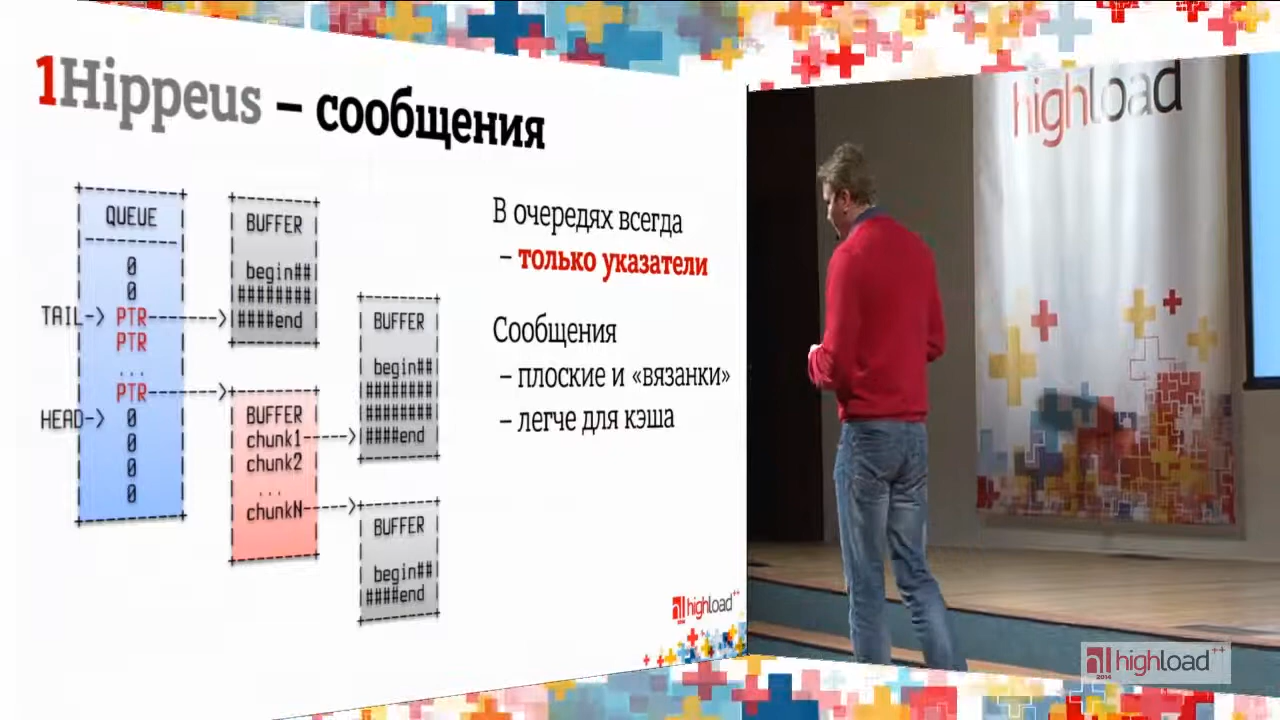 1Hippeus – сообщения
QUEUE
0
0
TAIL-> PTR
PTR
...
PTR
HEAD-> 0
0
0
0
BUFFER
begin##
########
####end
BUFFER
chunk1
chunk2
...
chunkN
BUFFER
begin##
########
########
####end
BUFFER
begin##
####end
В очередях всегда
– только указатели
Сообщения
– плоские и «вязанки»
– легче для кэша
highload++
2014
highload
highload++
2014